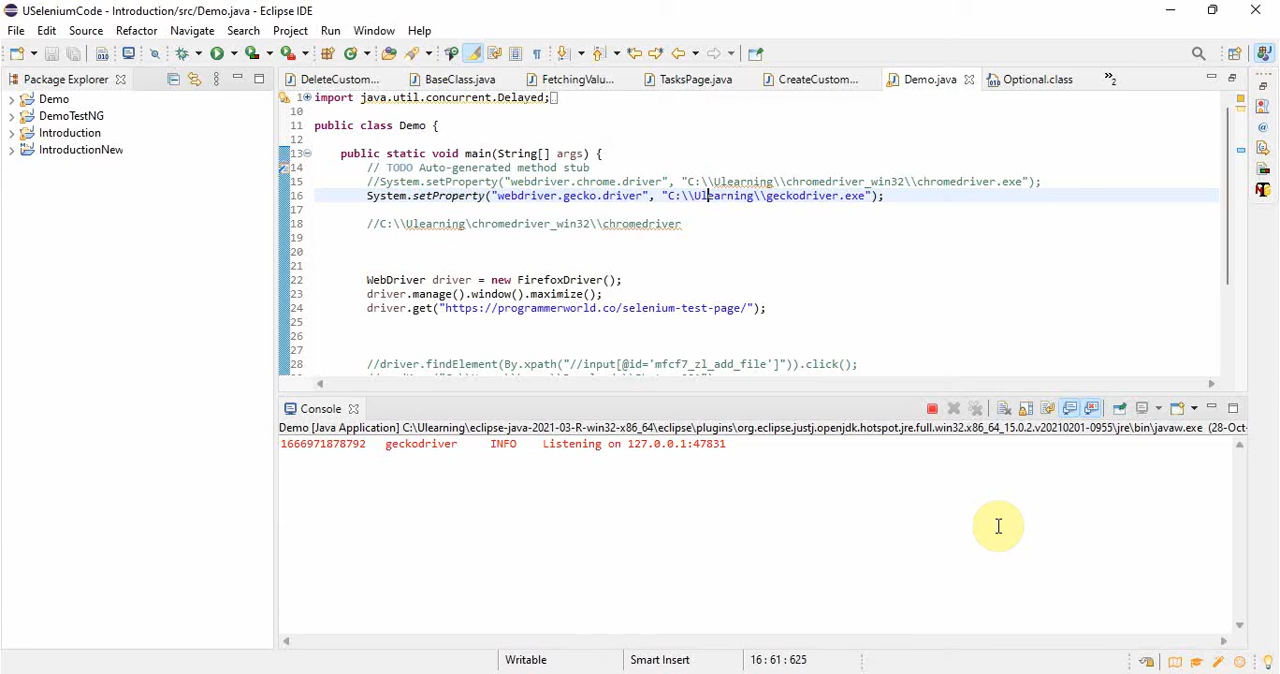 USeleniumCode - Introduction/src/Demo.java - Eclipse IDE
File Edit Source Refactor Navigate Search Project Run Window Help
Package Explorer
DeleteCustom... BaseClass.java FetchingValu... TasksPage.java CreateCustom... Demo.java Optional.class »2
Demo
DemoTestNG
Introduction
IntroductionNew
1 import java.util.concurrent.Delayed;
10
11 public class Demo {
12
13 public static void main(String[] args) {
14 // TODO Auto-generated method stub
15 //System.setProperty("webdriver.chrome.driver", "C:\\Ulearning\\chromedriver_win32\\chromedriver.exe");
16 System.setProperty("webdriver.gecko.driver", "C:\\Ulearning\\geckodriver.exe");
17
18 //C:\\Ulearning\chromedriver_win32\\chromedriver
19
20
21
22 WebDriver driver = new FirefoxDriver();
23 driver.manage().window().maximize();
24 driver.get("https://programmerworld.co/selenium-test-page/");
25
26
27
28 //driver.findElement(By.xpath("//input[@id='mfcf7_zl_add_file']")).click();
Console
Demo [Java Application] C:\Ulearning\eclipse-java-2021-03-R-win32-x86_64\eclipse\plugins\org.eclipse.justj.openjdk.hotspot.jre.full.win32.x86_64_15.0.2.v20210201-0955\jre\bin\javaw.exe (28-Oct-
1666971878792 geckodriver INFO Listening on 127.0.0.1:47831
Writable Smart Insert 16 : 61 : 625